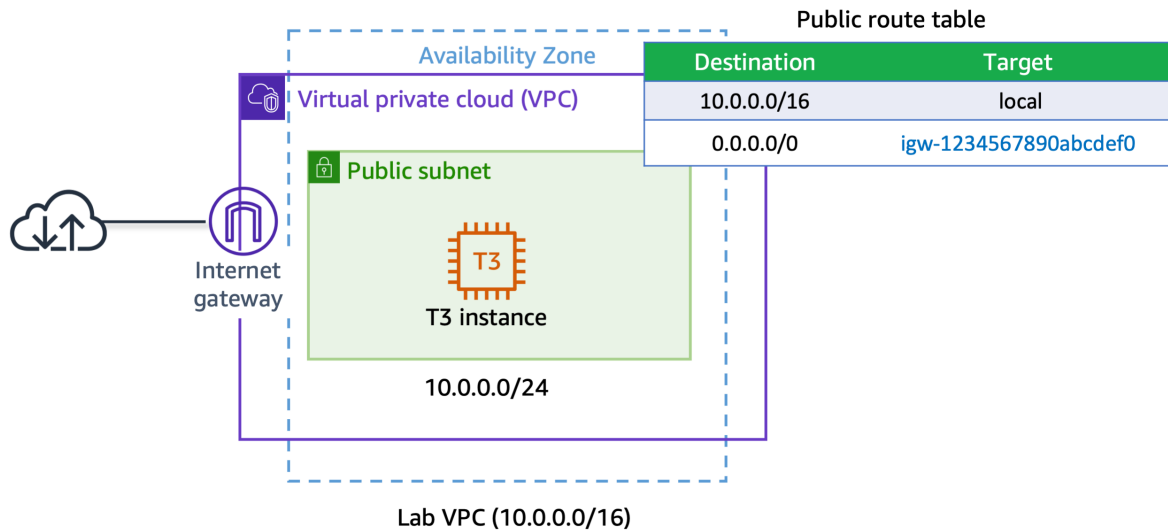 Public route table
Availability Zone
Destination Target
Virtual private cloud (VPC)
10.0.0.0/16 local
0.0.0.0/0 igw-1234567890abcdef0
Public subnet
T3
Internet
gateway
T3 instance
10.0.0.0/24
Lab VPC (10.0.0.0/16)